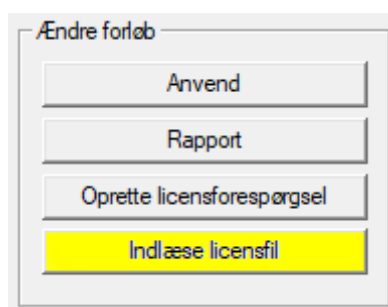 Ændre forløb
Anvend
Rapport
Oprette licensforespørgsel
Indlæse licensfil